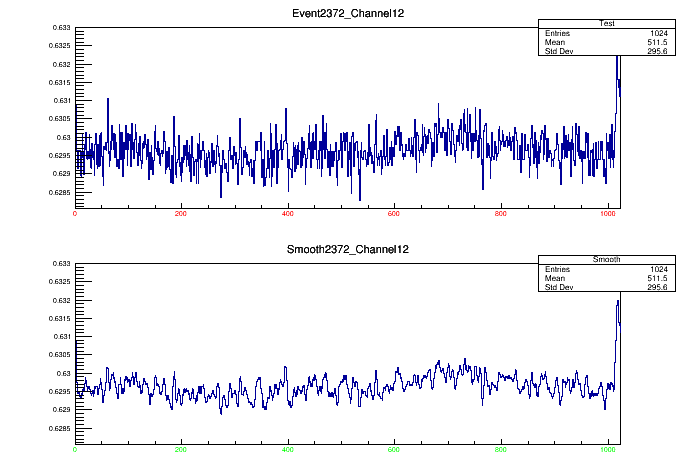 Event2372_Channel12
Test
Entries 1024
Mean 511.5
Std Dev 295.6
0.633
0.6325
0.632
0.6315
0.631
0.6305
0.63
0.6295
0.629
0.6285
0 200 400 600 800 1000
Smooth2372_Channel12
Smooth
Entries 1024
Mean 511.5
Std Dev 295.6
0.633
0.6325
0.632
0.6315
0.631
0.6305
0.63
0.6295
0.629
0.6285
0 200 400 600 800 1000